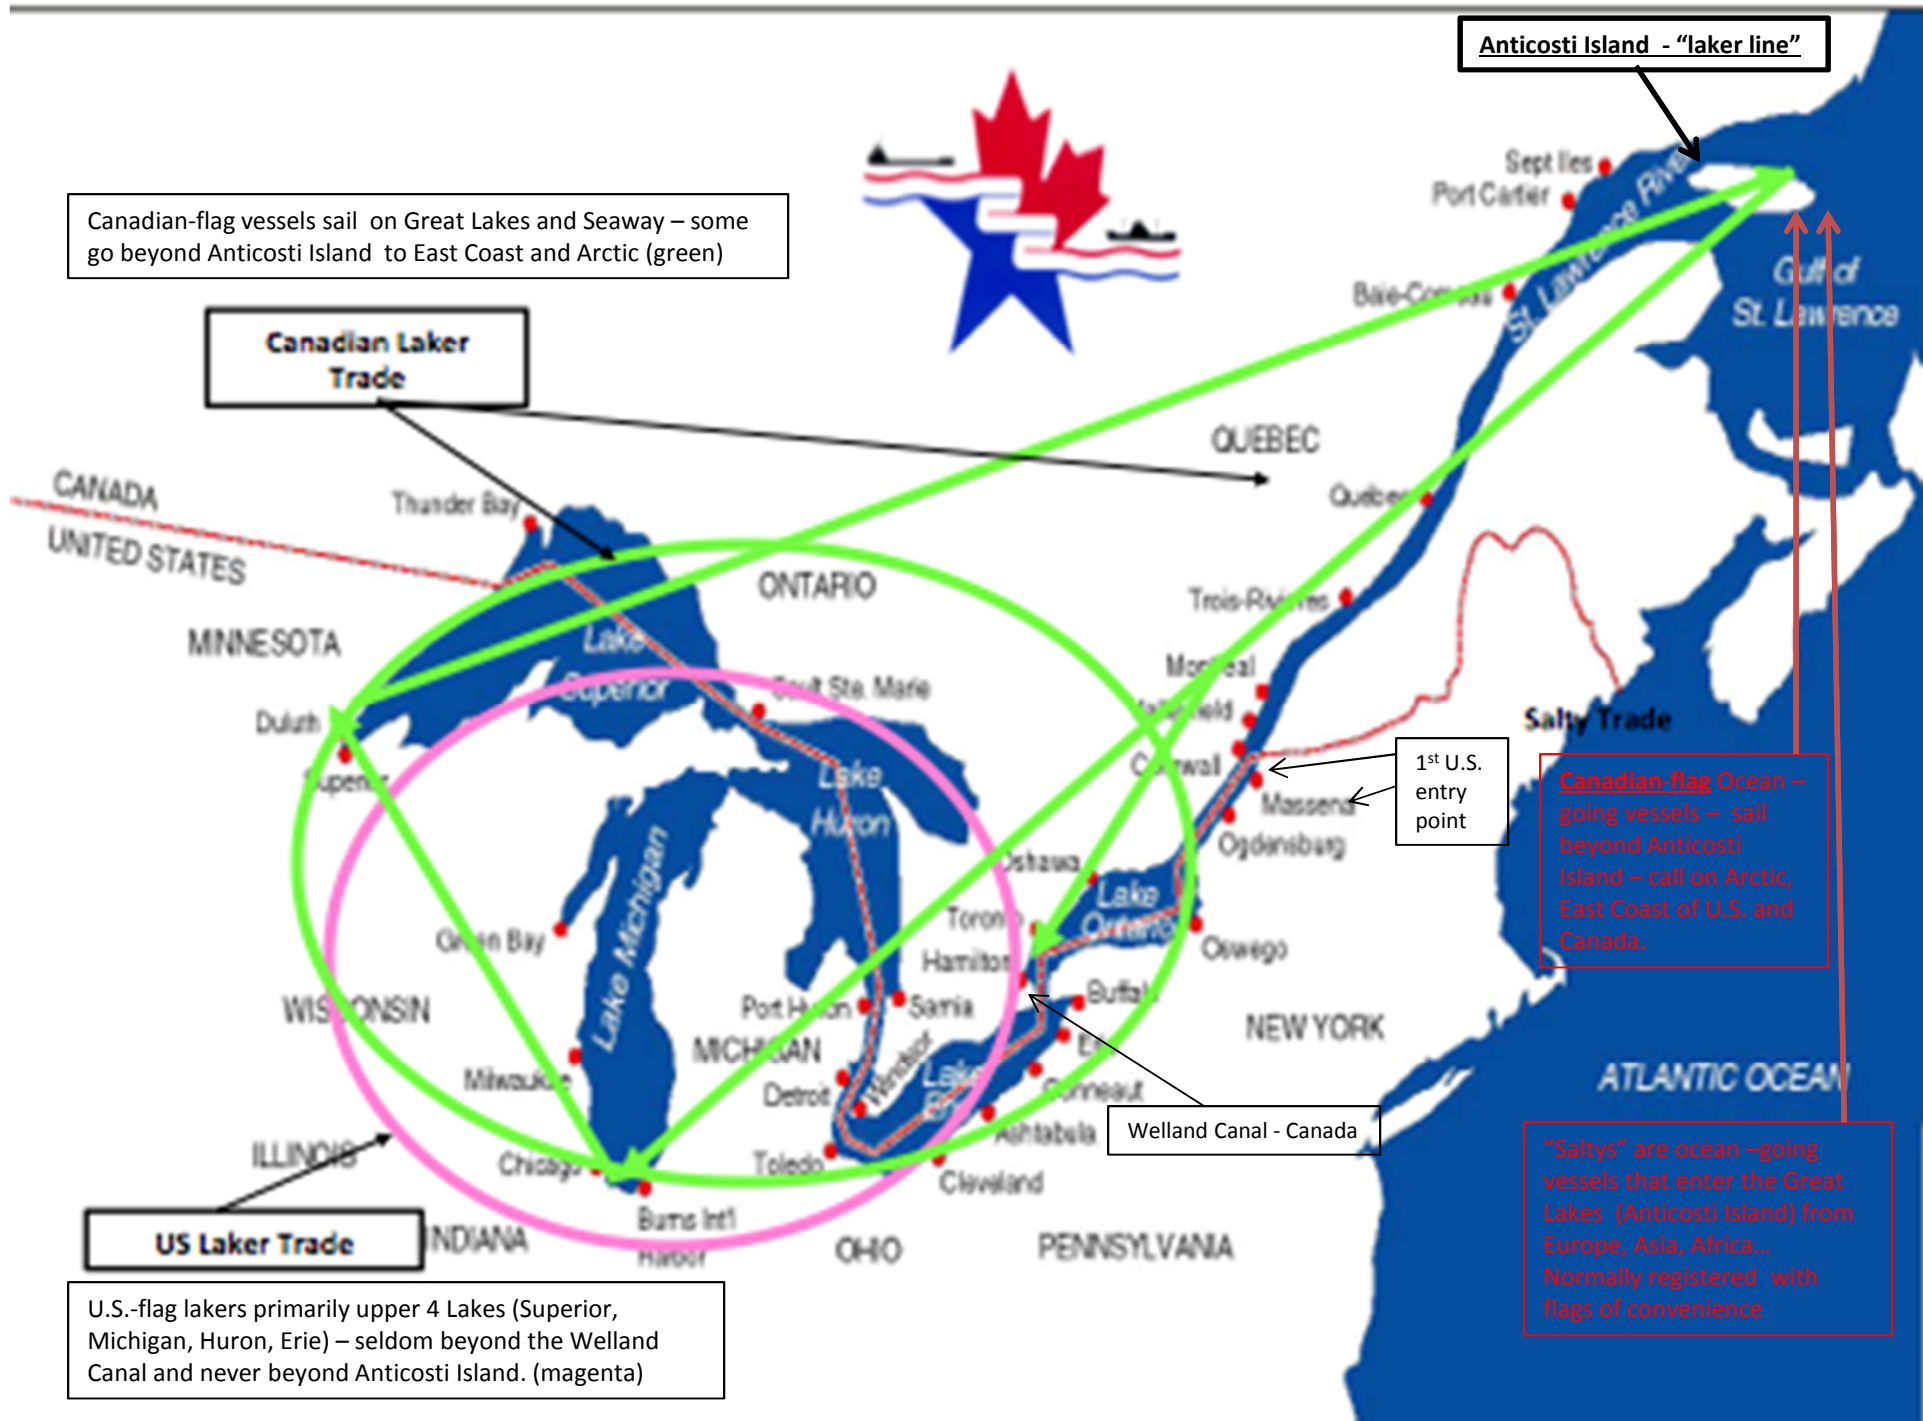 Anticosti Island - “laker line”
Sept Iles
Port Cartier
St. Lawrence River
Canadian-flag vessels sail on Great Lakes and Seaway – some
go beyond Anticosti Island to East Coast and Arctic (green)
Gulf of
St. Lawrence
Baie-Comeau
Canadian Laker
Trade
QUEBEC
Quebec
CANADA
UNITED STATES
Thunder Bay
ONTARIO
Trois-Rivieres
MINNESOTA
Lake
Superior
Montreal
Sault Ste. Marie
Duluth
Superior
Valleyfield
Salty Trade
Cornwall
1st U.S.
entry
point
Massena
Ogdensburg
Canadian-flag Ocean –
going vessels – sail
beyond Anticosti
Island – call on Arctic,
East Coast of U.S. and
Canada.
Lake
Huron
Lake Michigan
Oshawa
Lake
Ontario
Toronto
Oswego
Green Bay
Hamilton
Buffalo
WISCONSIN
Port Huron
Sarnia
NEW YORK
MICHIGAN
Windsor
Erie
Milwaukee
Detroit
Lake
Conneaut
ATLANTIC OCEAN
Ashtabula
Welland Canal - Canada
ILLINOIS
Chicago
Toledo
Cleveland
“Saltys” are ocean –going
vessels that enter the Great
Lakes (Anticosti Island) from
Europe, Asia, Africa…
Normally registered with
flags of convenience
US Laker Trade
INDIANA
Burns Int'l
Harbor
OHIO
PENNSYLVANIA
U.S.-flag lakers primarily upper 4 Lakes (Superior,
Michigan, Huron, Erie) – seldom beyond the Welland
Canal and never beyond Anticosti Island. (magenta)